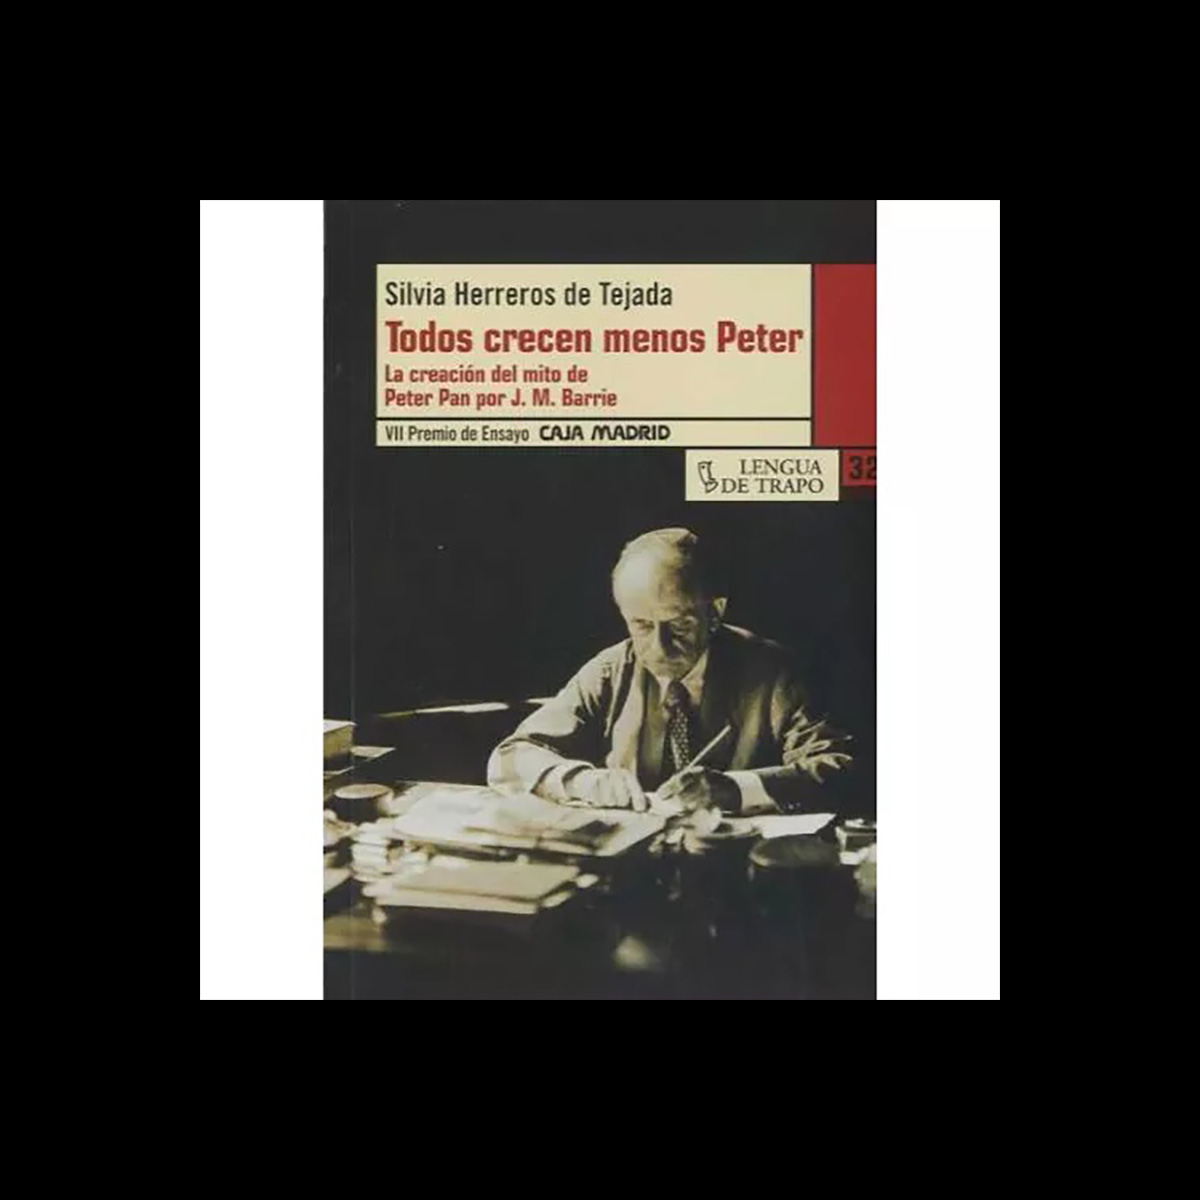 Silvia Herreros de Tejada
Todos crecen menos Peter
La creación del mito de
Peter Pan por J. M. Barrie
VII Premio de Ensayo CAJA MADRID
LENGUA
DE TRAPO
32